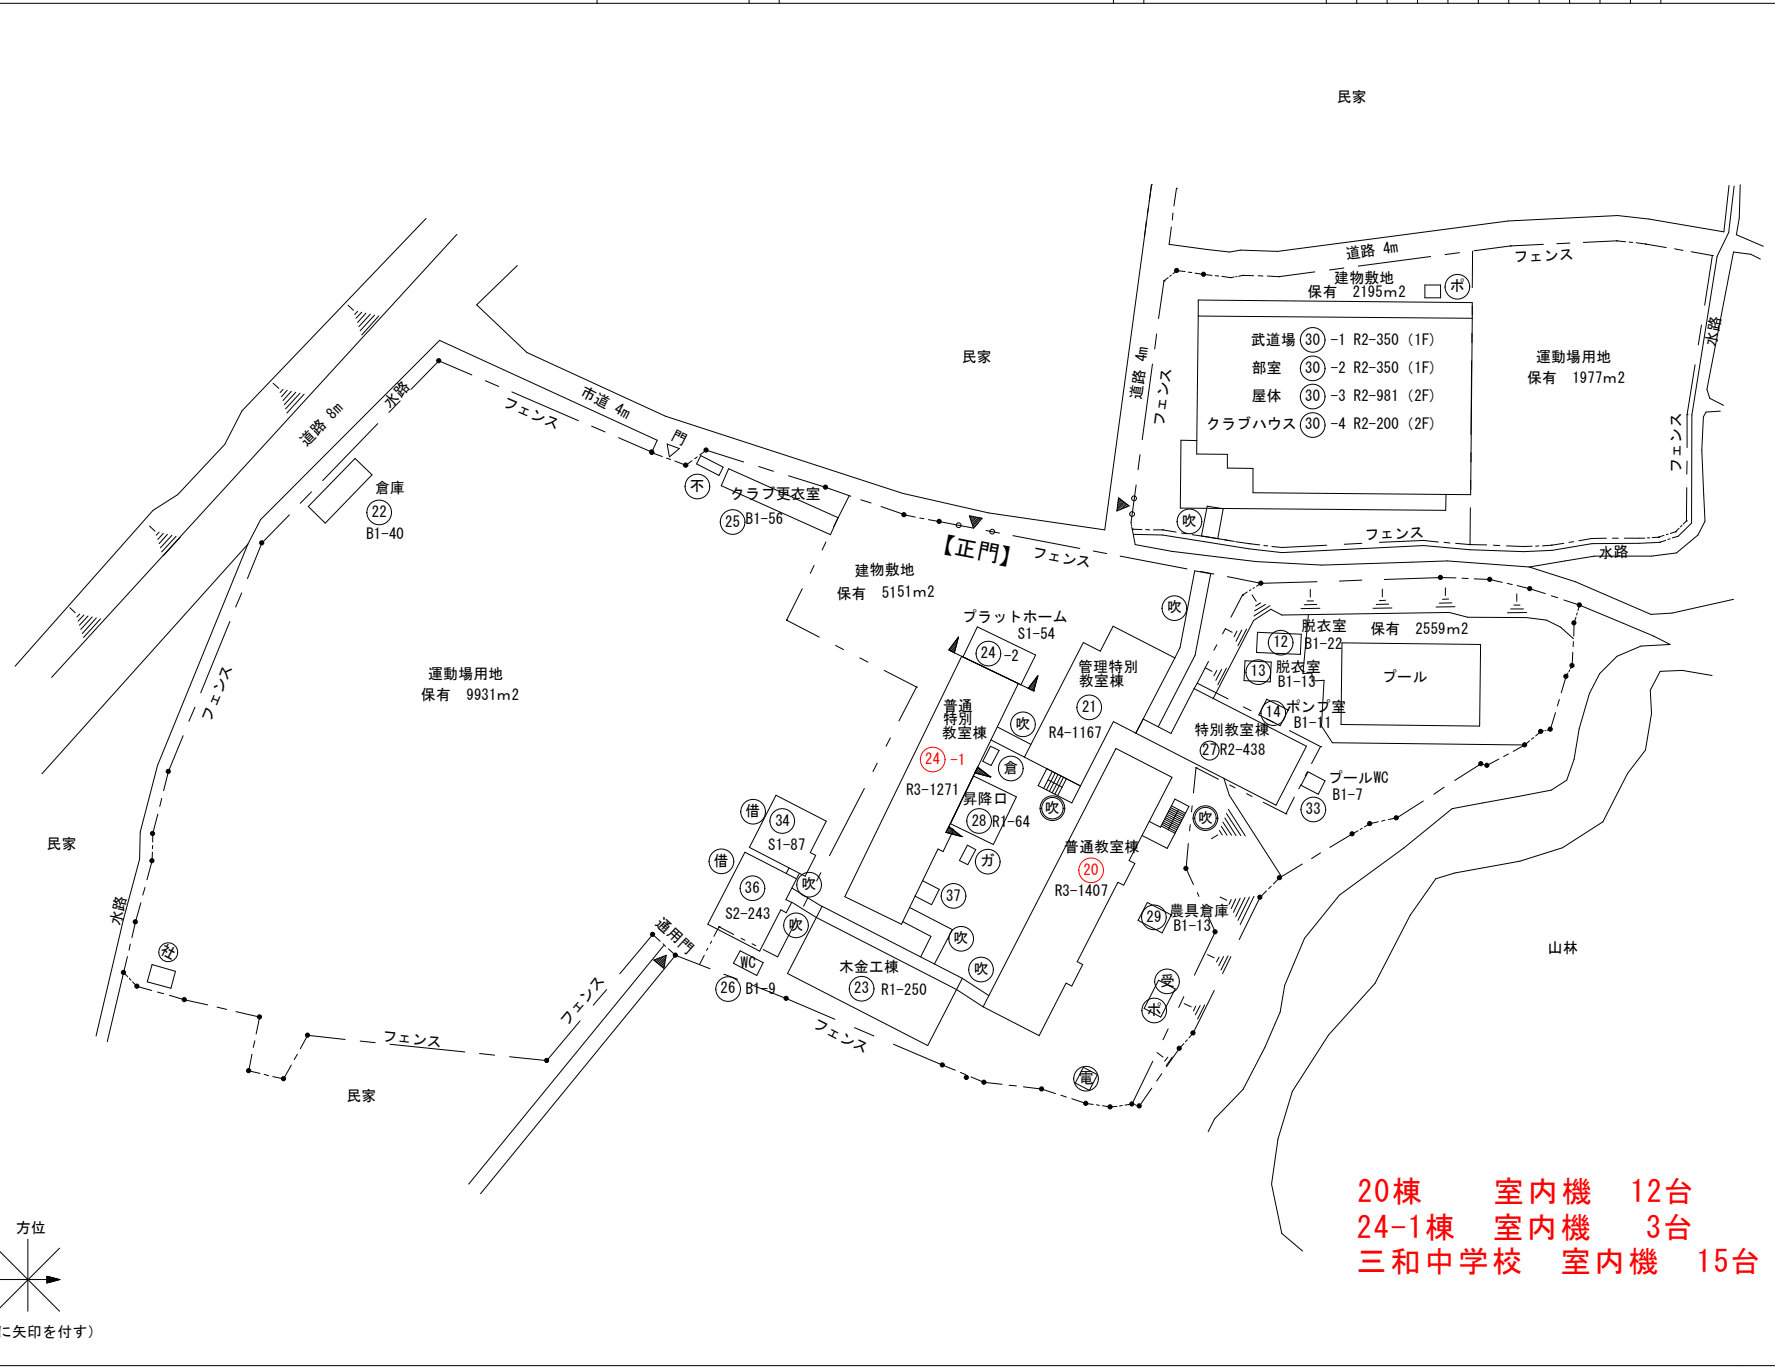 民家
道路 4m
フェンス
建物敷地
保有 2195m2
ポ
武道場 30 -1 R2-350 (1F)
部室 30 -2 R2-350 (1F)
屋体 30 -3 R2-981 (2F)
クラブハウス 30 -4 R2-200 (2F)
運動場用地
保有 1977m2
水路
フェンス
道路 4m
フェンス
吹
フェンス
水路
民家
市道 4m
フェンス
水路
道路 8m
門
不
クラブ更衣室
25 B1-56
倉庫
22
B1-40
【正門】
フェンス
建物敷地
保有 5151m2
プラットホーム
S1-54
24 -2
吹
管理特別
教室棟
21
R4-1167
吹
脱衣室
12
B1-22
保有 2559m2
脱衣室
13
B1-13
ポンプ室
14
B1-11
プール
特別教室棟
27 R2-438
プールWC
B1-7
33
運動場用地
保有 9931m2
フェンス
普通
特別
教室棟
24 -1
R3-1271
倉
昇降口
28 R1-64
吹
吹
ガ
普通教室棟
20
R3-1407
37
借
34
S1-87
借
36
S2-243
吹
吹
吹
吹
農具倉庫
29
B1-13
民家
水路
社
通用門
WC
26 B1-9
木金工棟
23 R1-250
受
ポ
山林
フェンス
フェンス
フェンス
電
民家
20棟 室内機 12台
24-1棟 室内機 3台
三和中学校 室内機 15台
方位
に矢印を付す)